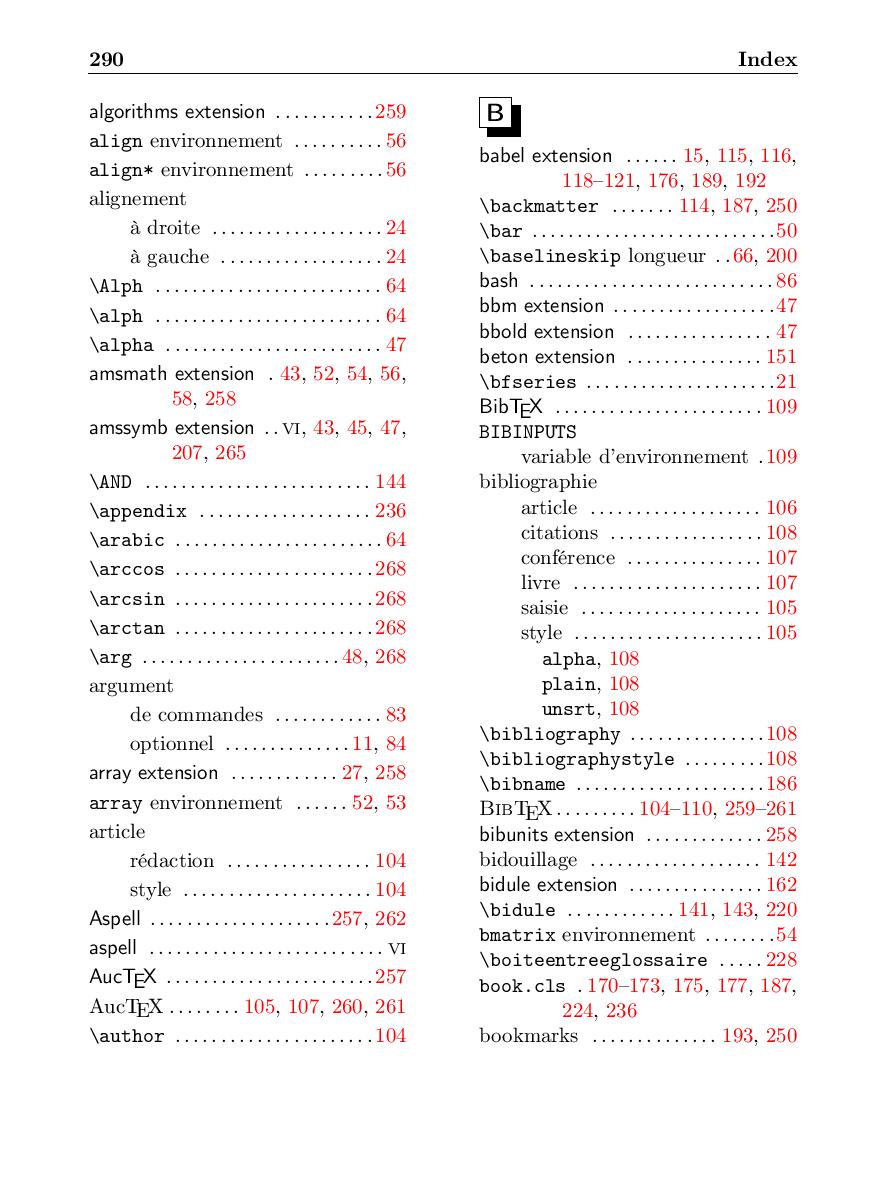 290 Index
algorithms extension . . . . . . . . . . . 259
align environnement . . . . . . . . . . 56
align* environnement . . . . . . . . . 56
alignement
à droite . . . . . . . . . . . . . . . . . . . 24
à gauche . . . . . . . . . . . . . . . . . . 24
\Alph . . . . . . . . . . . . . . . . . . . . . . . . . 64
\alph . . . . . . . . . . . . . . . . . . . . . . . . . 64
\alpha . . . . . . . . . . . . . . . . . . . . . . . . 47
amsmath extension . 43, 52, 54, 56,
58, 258
amssymb extension . . VI, 43, 45, 47,
207, 265
\AND . . . . . . . . . . . . . . . . . . . . . . . . . 144
\appendix . . . . . . . . . . . . . . . . . . . 236
\arabic . . . . . . . . . . . . . . . . . . . . . . . 64
\arccos . . . . . . . . . . . . . . . . . . . . . . 268
\arcsin . . . . . . . . . . . . . . . . . . . . . . 268
\arctan . . . . . . . . . . . . . . . . . . . . . . 268
\arg . . . . . . . . . . . . . . . . . . . . . . 48, 268
argument
de commandes . . . . . . . . . . . . 83
optionnel . . . . . . . . . . . . . . 11, 84
array extension . . . . . . . . . . . . 27, 258
array environnement . . . . . . 52, 53
article
rédaction . . . . . . . . . . . . . . . . 104
style . . . . . . . . . . . . . . . . . . . . . 104
Aspell . . . . . . . . . . . . . . . . . . . . 257, 262
aspell . . . . . . . . . . . . . . . . . . . . . . . . . . VI
AucTEX . . . . . . . . . . . . . . . . . . . . . . . 257
AucTEX . . . . . . . . 105, 107, 260, 261
\author . . . . . . . . . . . . . . . . . . . . . . 104
B
babel extension . . . . . . 15, 115, 116,
118–121, 176, 189, 192
\backmatter . . . . . . . 114, 187, 250
\bar . . . . . . . . . . . . . . . . . . . . . . . . . . . 50
\baselineskip longueur . . 66, 200
bash . . . . . . . . . . . . . . . . . . . . . . . . . . . 86
bbm extension . . . . . . . . . . . . . . . . . . 47
bbold extension . . . . . . . . . . . . . . . . 47
beton extension . . . . . . . . . . . . . . . 151
\bfseries . . . . . . . . . . . . . . . . . . . . . 21
BibTEX . . . . . . . . . . . . . . . . . . . . . . . 109
BIBINPUTS
variable d'environnement . 109
bibliographie
article . . . . . . . . . . . . . . . . . . . 106
citations . . . . . . . . . . . . . . . . . 108
conférence . . . . . . . . . . . . . . . 107
livre . . . . . . . . . . . . . . . . . . . . . 107
saisie . . . . . . . . . . . . . . . . . . . . 105
style . . . . . . . . . . . . . . . . . . . . . 105
alpha, 108
plain, 108
unsrt, 108
\bibliography . . . . . . . . . . . . . . . 108
\bibliographystyle . . . . . . . . . 108
\bibname . . . . . . . . . . . . . . . . . . . . . 186
BIBTEX . . . . . . . . . 104–110, 259–261
bibunits extension . . . . . . . . . . . . . 258
bidouillage . . . . . . . . . . . . . . . . . . . 142
bidule extension . . . . . . . . . . . . . . . 162
\bidule . . . . . . . . . . . . 141, 143, 220
bmatrix environnement . . . . . . . . 54
\boiteentreeglossaire . . . . . 228
book.cls . 170–173, 175, 177, 187,
224, 236
bookmarks . . . . . . . . . . . . . . 193, 250